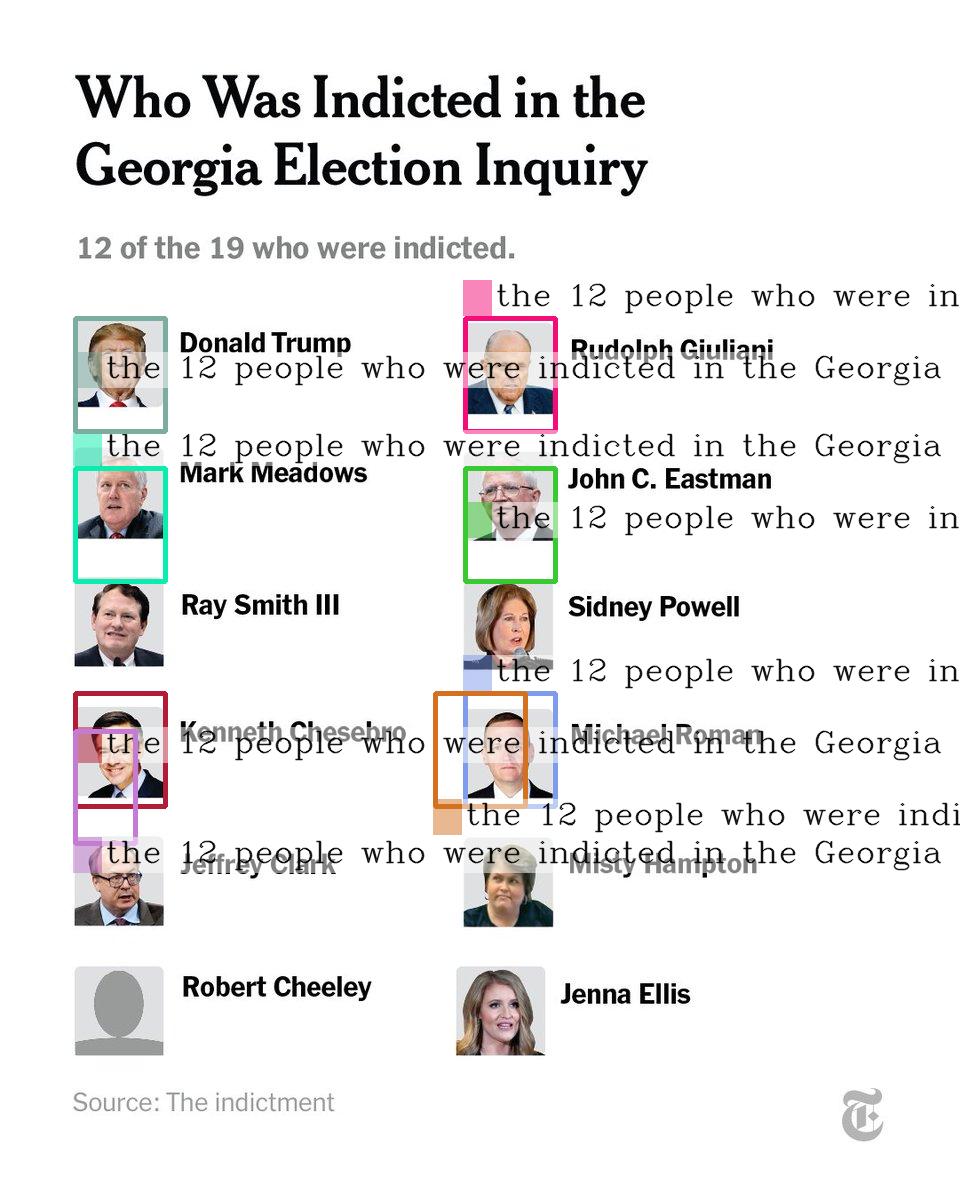 Who Was Indicted in the
Georgia Election Inquiry
12 of the 19 who were indicted.
the 12 people who were in
Donald Trump
Rudolph Giuliani
the 12 people who were indicted in the Georgia
the 12 people who were indicted in the Georgia
Mark Meadows
John C. Eastman
the 12 people who were in
Ray Smith III
Sidney Powell
the 12 people who were in
Kenneth Chesebro
Michael Roman
the 12 people who were indicted in the Georgia
the 12 people who were indi
the 12 people who were indicted in the Georgia
Jeffrey Clark
Misty Hampton
Robert Cheeley
Jenna Ellis
Source: The indictment
T